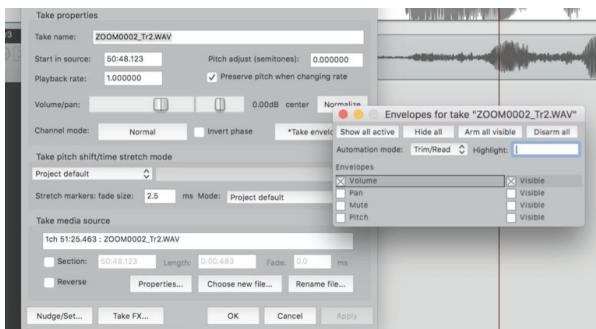 Take properties
Take name: ZOOM0002_Tr2.WAV
Start in source: 50:48.123 Pitch adjust (semitones): 0.000000
Playback rate: 1.000000 Preserve pitch when changing rate
Volume/pan: 0.00dB center Normalize
Channel mode: Normal Invert phase *Take envelo
Take pitch shift/time stretch mode
Project default
Stretch markers: fade size: 2.5 ms Mode: Project default
Take media source
1ch 51:25.463 : ZOOM0002_Tr2.WAV
Section: 50:48.123 Length: 0:00.483 Fade: 0.0 ms
Reverse Properties... Choose new file... Rename file...
Nudge/Set... Take FX... OK Cancel Apply
Envelopes for take "ZOOM0002_Tr2.WAV"
Show all active Hide all Arm all visible Disarm all
Automation mode: Trim/Read Highlight:
Envelopes
Volume Visible
Pan Visible
Mute Visible
Pitch Visible